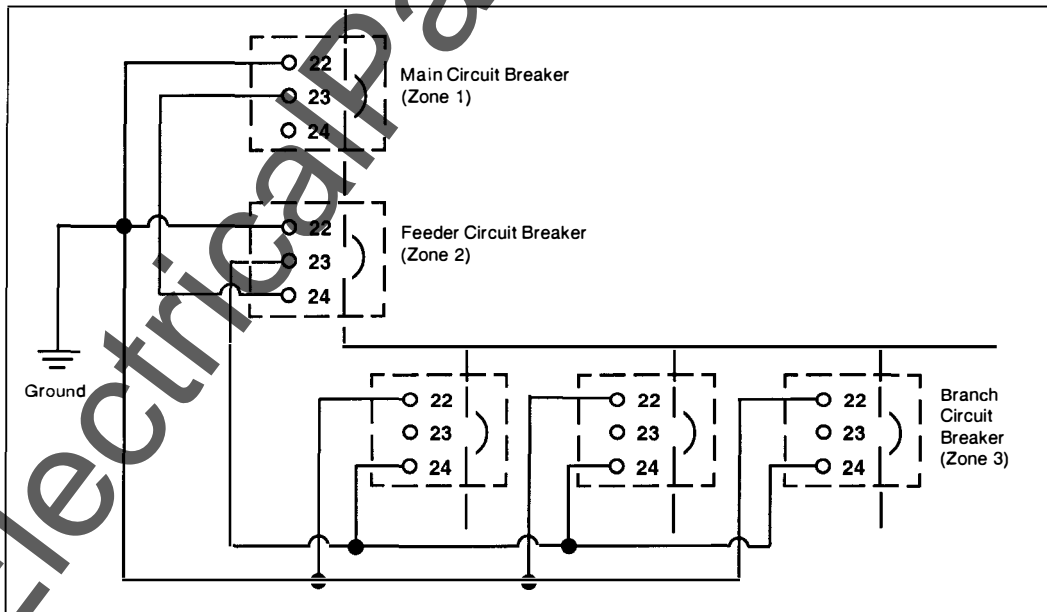 22
23
24
Main Circuit Breaker
(Zone 1)
22
23
24
Feeder Circuit Breaker
(Zone 2)
Ground
22
23
24
22
23
24
22
23
24
Branch
Circuit
Breaker
(Zone 3)
ElectricalPa